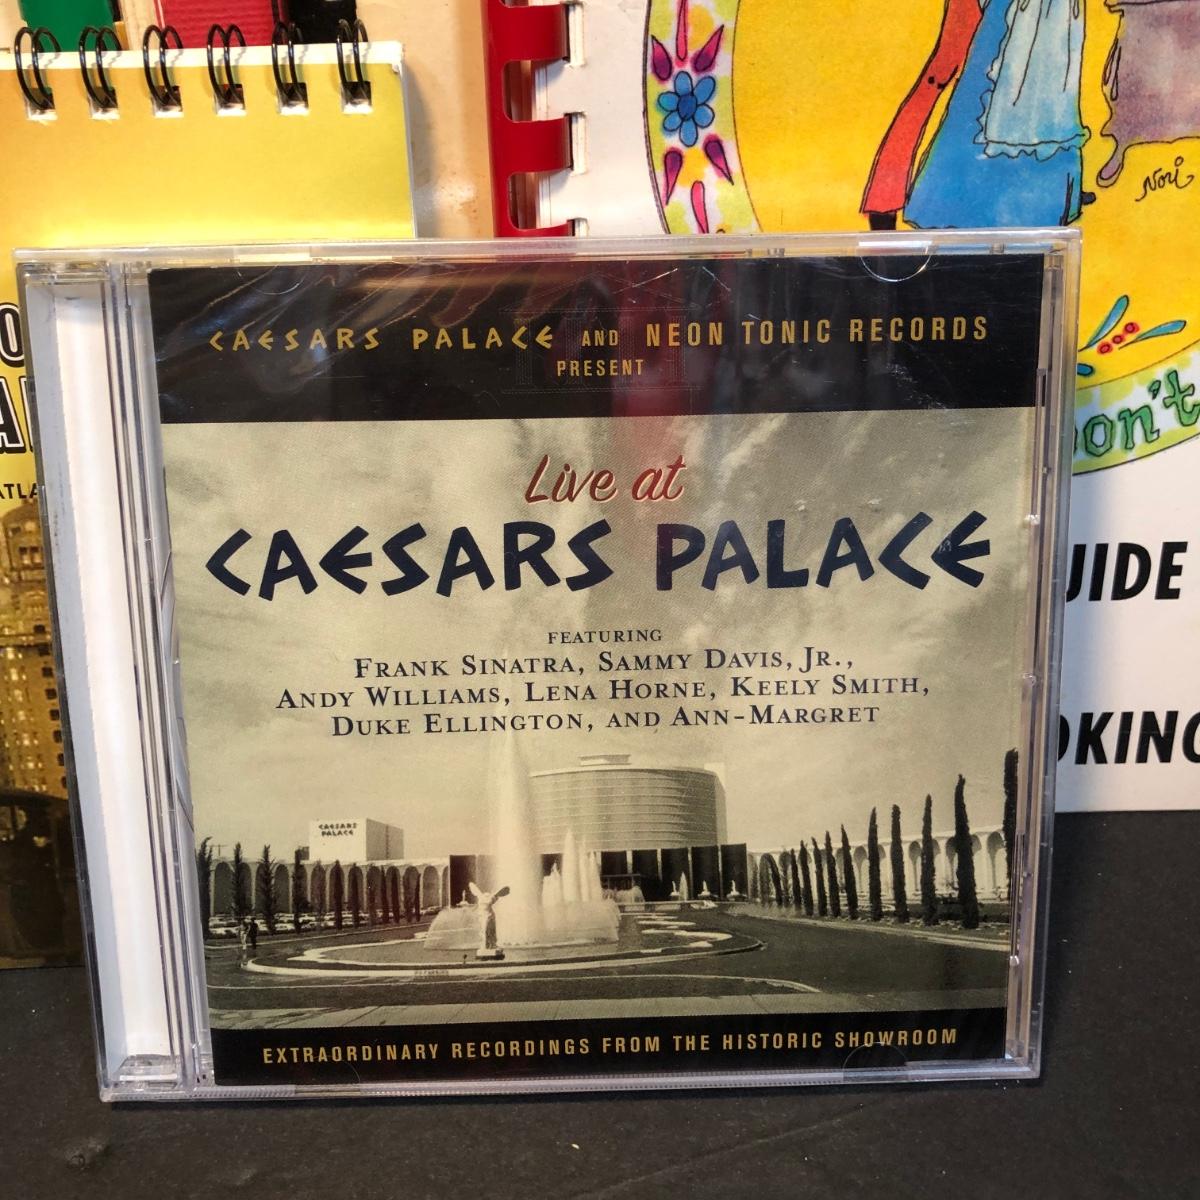 Nori
on't
UIDE
OKING
CAESARS PALACE AND NEON TONIC RECORDS
PRESENT
Live at
CAESARS PALACE
FEATURING
FRANK SINATRA, SAMMY DAVIS, JR.,
ANDY WILLIAMS, LENA HORNE, KEELY SMITH,
DUKE ELLINGTON, AND ANN-MARGRET
CAESARS
PALACE
EXTRAORDINARY RECORDINGS FROM THE HISTORIC SHOWROOM